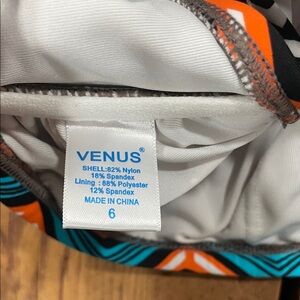 VENUS®
SHELL:82% Nylon
18% Spandex
Lining : 88% Polyester
12% Spandex
MADE IN CHINA
6